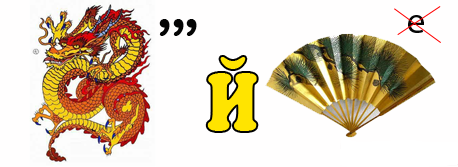 ,,, й е